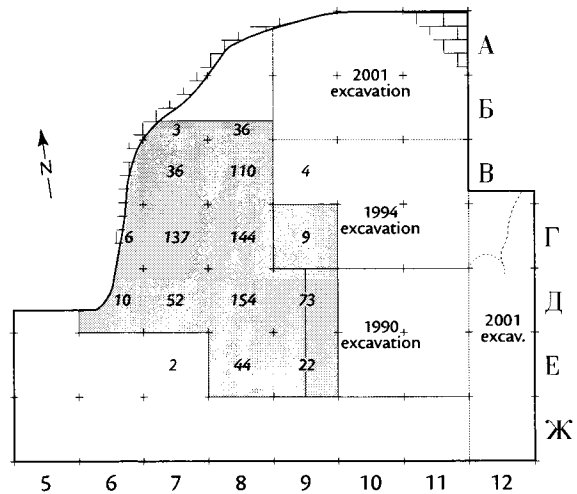 А
2001
excavation
Б
3 36
36 110 4
В
N
6 137 144 9
1994
excavation
Г
10 52 154 73
Д
1990
excavation
2001
excav.
2 44 22
Е
Ж
5 6 7 8 9 10 11 12